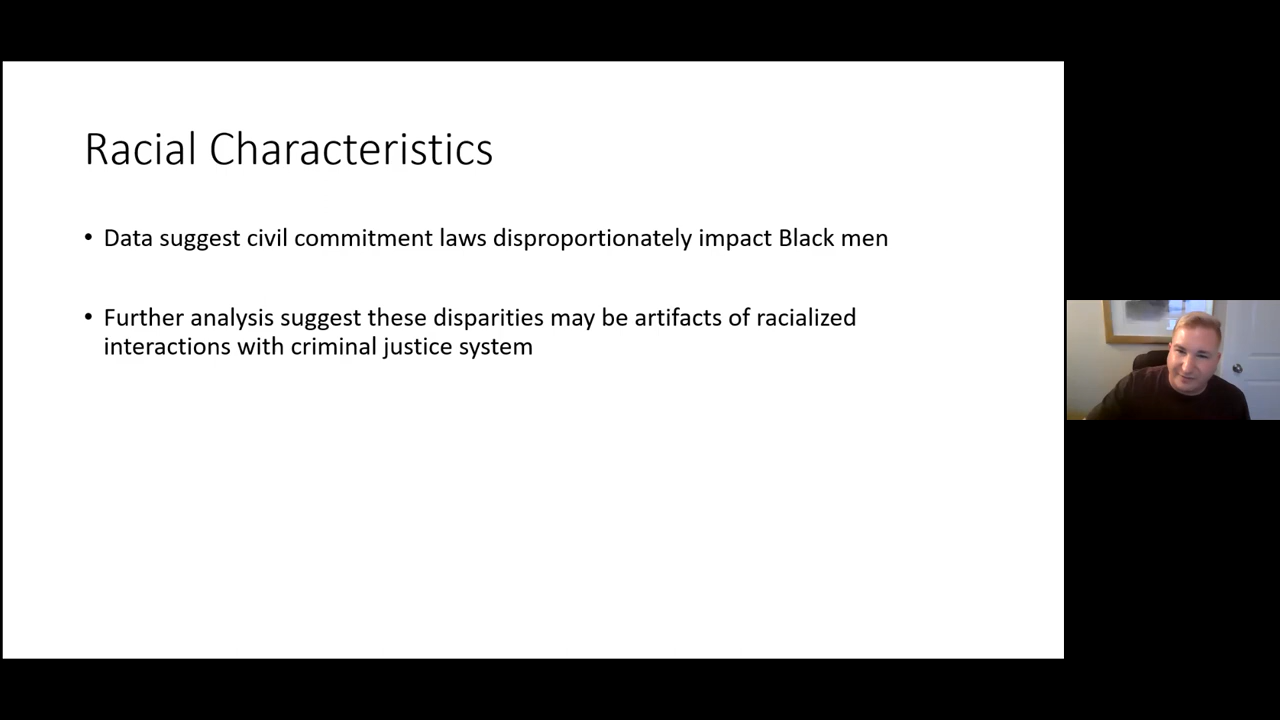 Racial Characteristics
• Data suggest civil commitment laws disproportionately impact Black men
• Further analysis suggest these disparities may be artifacts of racialized
interactions with criminal justice system